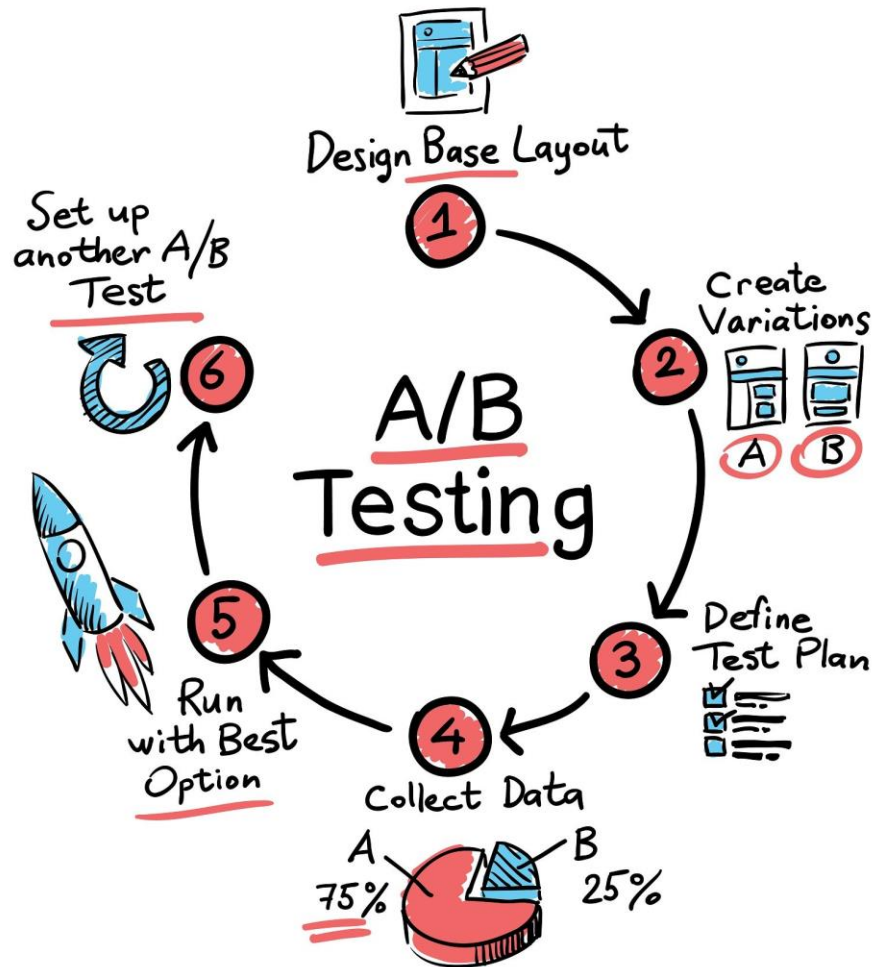 Design Base Layout
1
2
Create
Variations
A
B
3
Define
Test Plan
4
Collect Data
A
75%
B
25%
5
Run
with Best
Option
6
Set up
another A/B
Test
A/B
Testing